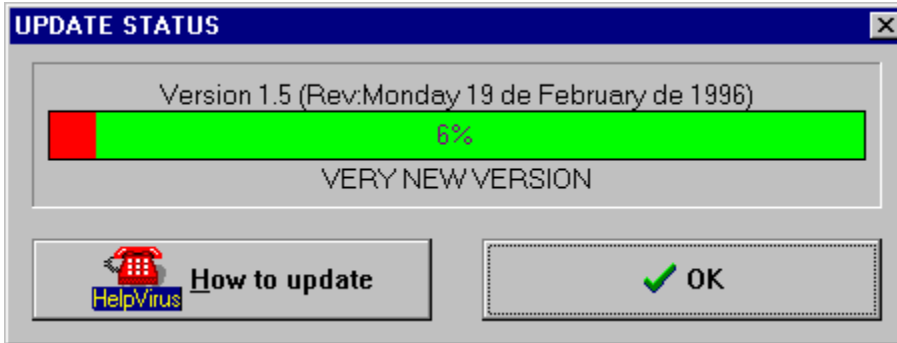 UPDATE STATUS
Version 1.5 (Rev:Monday 19 de February de 1996)
6%
VERY NEW VERSION
HelpVirus
How to update
OK